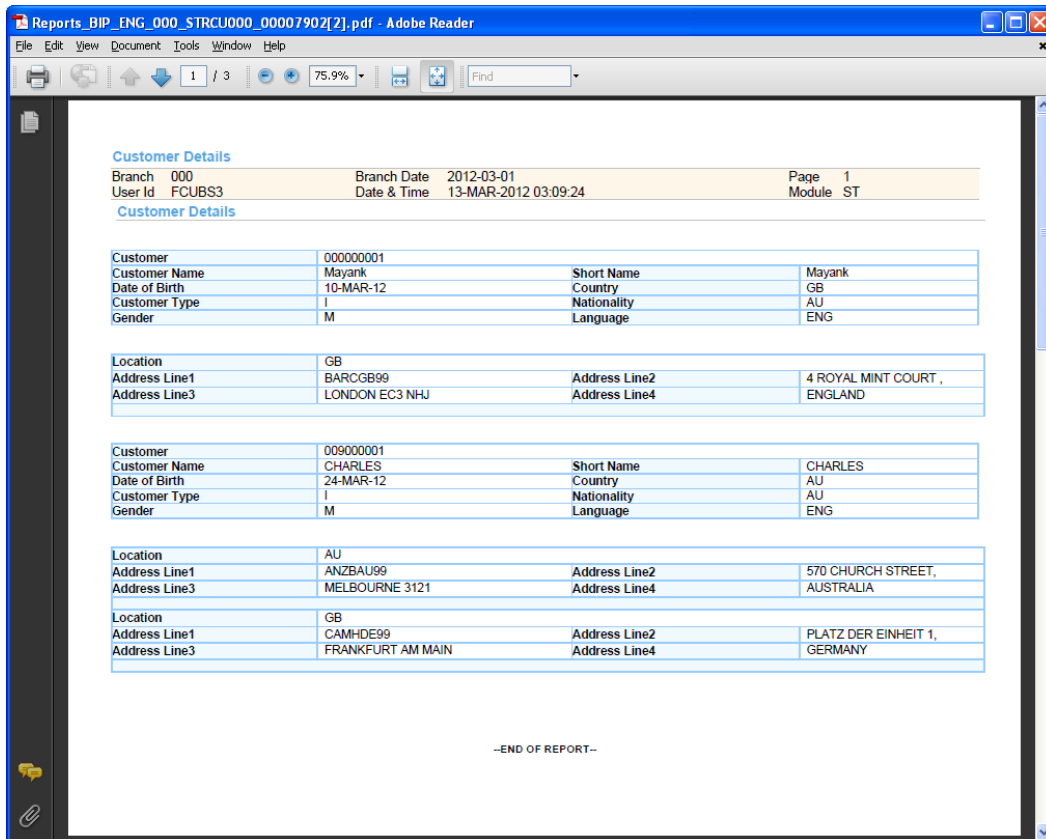 Reports_BIP_ENG_000_STRCU000_00007902[2].pdf - Adobe Reader
File Edit View Document Tools Window Help
1 / 3 75.9% Find
Customer Details
Branch 000 Branch Date 2012-03-01 Page 1
User Id FCUBS3 Date & Time 13-MAR-2012 03:09:24 Module ST
Customer Details
Customer 000000001
Customer Name Mayank Short Name Mayank
Date of Birth 10-MAR-12 Country GB
Customer Type I Nationality AU
Gender M Language ENG
Location GB
Address Line1 BARCGB99 Address Line2 4 ROYAL MINT COURT ,
Address Line3 LONDON EC3 NHJ Address Line4 ENGLAND
Customer 009000001
Customer Name CHARLES Short Name CHARLES
Date of Birth 24-MAR-12 Country AU
Customer Type I Nationality AU
Gender M Language ENG
Location AU
Address Line1 ANZBAU99 Address Line2 570 CHURCH STREET,
Address Line3 MELBOURNE 3121 Address Line4 AUSTRALIA
Location GB
Address Line1 CAMHDE99 Address Line2 PLATZ DER EINHEIT 1,
Address Line3 FRANKFURT AM MAIN Address Line4 GERMANY
--END OF REPORT--